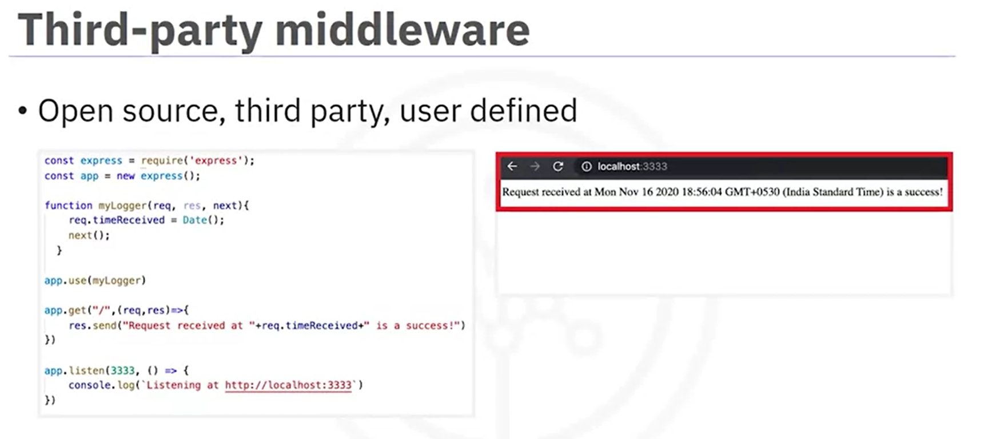 Third-party middleware
• Open source, third party, user defined
const express = require('express');
const app = new express();
function myLogger(req, res, next){
req.timeReceived = Date();
next();
}
app.use(myLogger)
app.get("/",(req,res)=>{
res.send("Request received at "+req.timeReceived+" is a success!")
})
app.listen(3333, () => {
console.log(`Listening at http://localhost:3333`)
})
localhost:3333
Request received at Mon Nov 16 2020 18:56:04 GMT+0530 (India Standard Time) is a success!